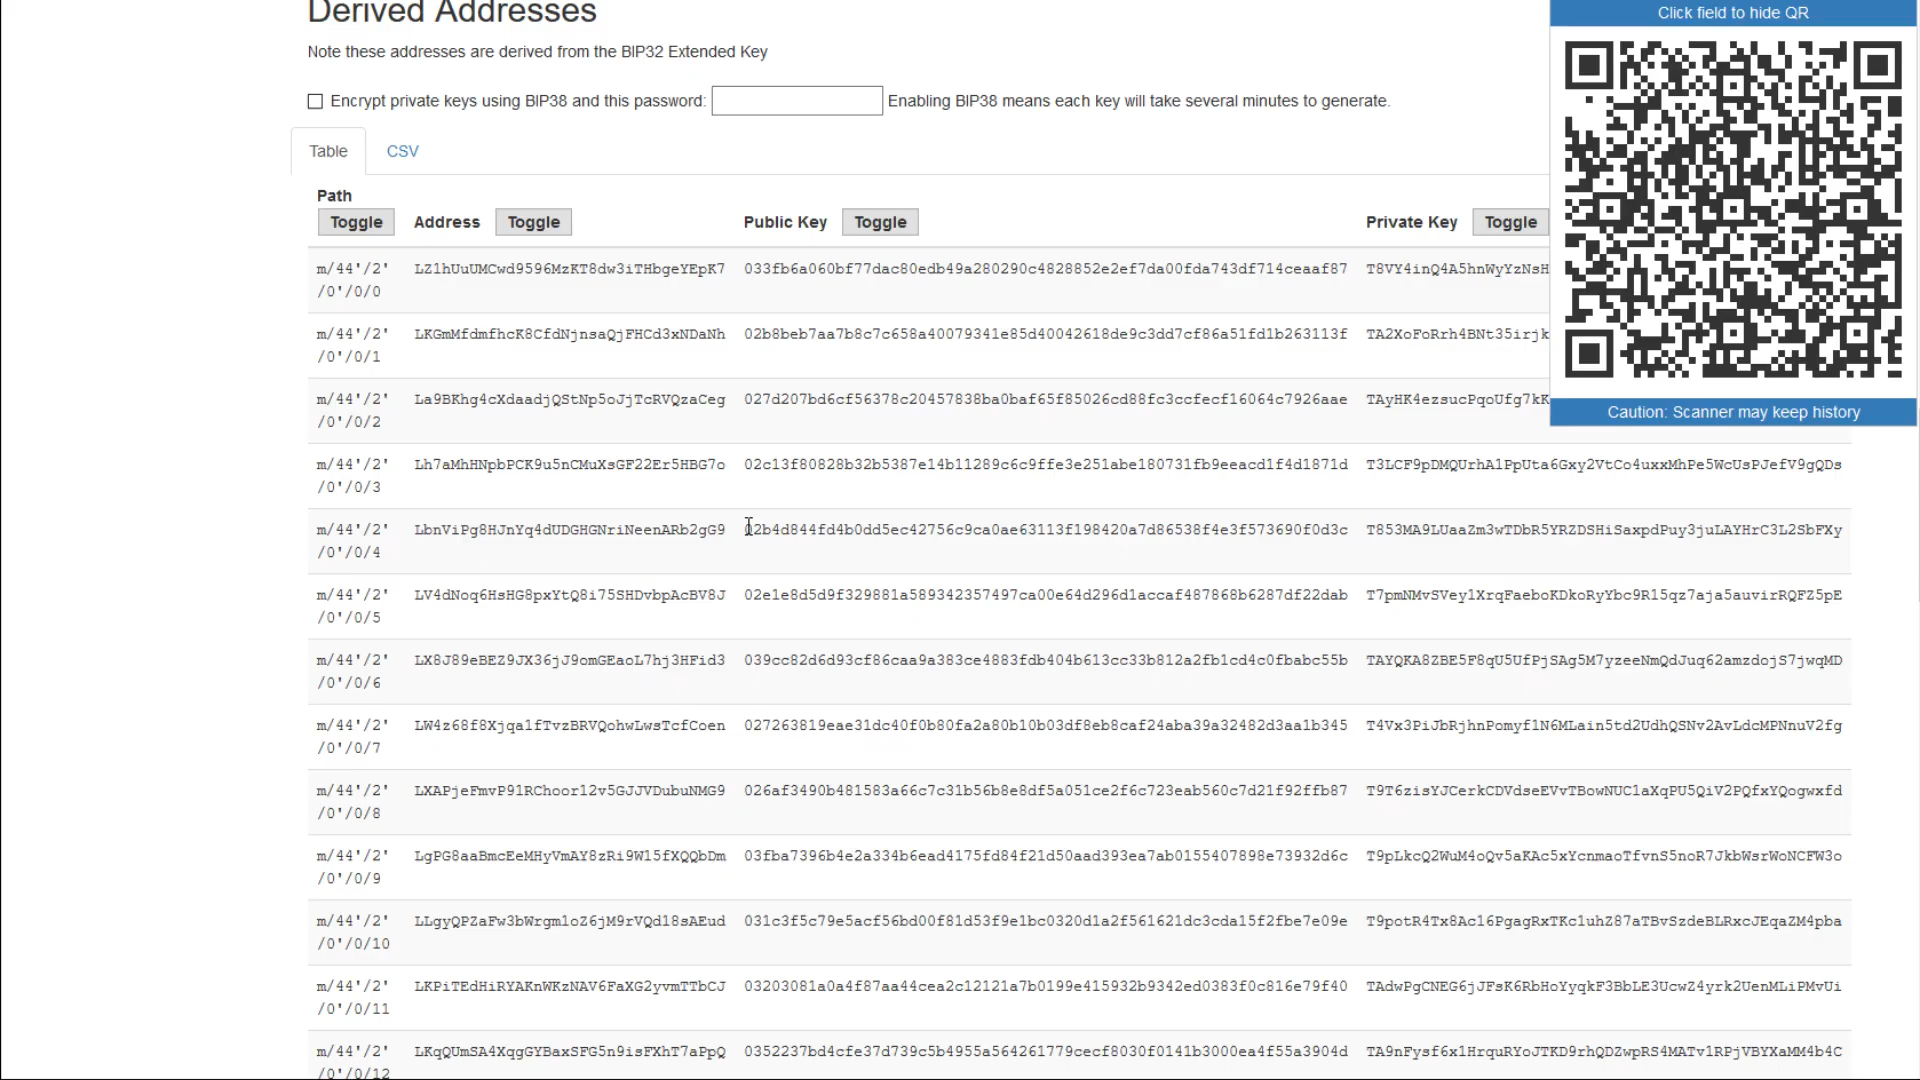 Derived Addresses
Note these addresses are derived from the BIP32 Extended Key
Encrypt private keys using BIP38 and this password: Enabling BIP38 means each key will take several minutes to generate.
Click field to hide QR
Caution: Scanner may keep history
Table CSV
Path
Toggle Address Toggle Public Key Toggle Private Key Toggle
m/44'/2' LZ1hUuUMCwd9596MzKT8dw3iTHbgeYEpK7 033fb6a060bf77dac80edb49a280290c4828852e2ef7da00fda743df714ceaaf87 T8VY4inQ4A5hnWyYzNsH
/0'/0/0
m/44'/2' LKGmMfdmfhcK8CfdNjnsaQjFHCd3xNDaNh 02b8beb7aa7b8c7c658a40079341e85d40042618de9c3dd7cf86a51fd1b263113f TA2XoFoRrh4BNt35irjk
/0'/0/1
m/44'/2' La9BKhg4cXdaadjQStNp5oJjTcRVQzaCeg 027d207bd6cf56378c20457838ba0baf65f85026cd88fc3ccfecf16064c7926aae TAyHK4ezsucPqoUfg7kK
/0'/0/2
m/44'/2' Lh7aMhHNpbPCK9u5nCMuXsGF22Er5HBG7o 02c13f80828b32b5387e14b11289c6c9ffe3e251abe180731fb9eeacd1f4d1871d T3LCF9pDMQUrhA1PpUta6Gxy2VtCo4uxxMhPe5WcUsPJefV9gQDs
/0'/0/3
m/44'/2' LbnViPg8HJnYq4dUDGHGNriNeenARb2gG9 02b4d844fd4b0dd5ec42756c9ca0ae63113f198420a7d86538f4e3f573690f0d3c T853MA9LUaaZm3wTDbR5YRZDSHiSaxpdPuy3juLAYHrC3L2SbFXy
/0'/0/4
m/44'/2' LV4dNoq6HsHG8pxYtQ8i75SHDvbpAcBV8J 02e1e8d5d9f329881a589342357497ca00e64d296d1accaf487868b6287df22dab T7pmNMvSVey1XrqFaeboKDkoRyYbc9R15qz7aja5auvirRQFZ5pE
/0'/0/5
m/44'/2' LX8J89eBEZ9JX36jJ9omGEaoL7hj3HFid3 039cc82d6d93cf86caa9a383ce4883fdb404b613cc33b812a2fb1cd4c0fbabc55b TAYQKA8ZBE5F8qU5UfPjSAg5M7yzeeNmQdJuq62amzdojS7jwqMD
/0'/0/6
m/44'/2' LW4z68f8Xjqa1fTvzBRVQohwLwsTcfCoen 027263819eae31dc40f0b80fa2a80b10b03df8eb8caf24aba39a32482d3aa1b345 T4Vx3PiJbRjhnPomyf1N6MLain5td2UdhQSNv2AvLdcMPNnuV2fg
/0'/0/7
m/44'/2' LXAPjeFmvP91RChoor12v5GJJVDubuNMG9 026af3490b481583a66c7c31b56b8e8df5a051ce2f6c723eab560c7d21f92ffb87 T9T6zisYJCerkCDVdseEVvTBowNUC1aXqPU5QiV2PQfxYQogwxfd
/0'/0/8
m/44'/2' LgPG8aaBmcEeMHyVmAY8zRi9W15fXQQbDm 03fba7396b4e2a334b6ead4175fd84f21d50aad393ea7ab0155407898e73932d6c T9pLkcQ2WuM4oQv5aKAc5xYcnmaoTfvnS5noR7JkbWsrWoNCFW3o
/0'/0/9
m/44'/2' LLgyQPZaFw3bWrgm1oZ6jM9rVQd18sAEud 031c3f5c79e5acf56bd00f81d53f9e1bc0320d1a2f561621dc3cda15f2fbe7e09e T9potR4Tx8Ac16PgagRxTKc1uhZ87aTBvSzdeBLRxcJEqaZM4pba
/0'/0/10
m/44'/2' LKPiTEdHiRYAKnWKzNAV6FaXG2yvmTTbCJ 03203081a0a4f87aa44cea2c12121a7b0199e415932b9342ed0383f0c816e79f40 TAdwPgCNEG6jJFsK6RbHoYyqkF3BbLE3UcwZ4yrk2UenMLiPMvUi
/0'/0/11
m/44'/2' LKqQUmSA4XqgGYBaxSFG5n9isFXhT7aPpQ 0352237bd4cfe37d739c5b4955a564261779cecf8030f0141b3000ea4f55a3904d TA9nFysf6x1HrquRYoJTKD9rhQDZwpRS4MATv1RPjVBYXaMM4b4C
/0'/0/12